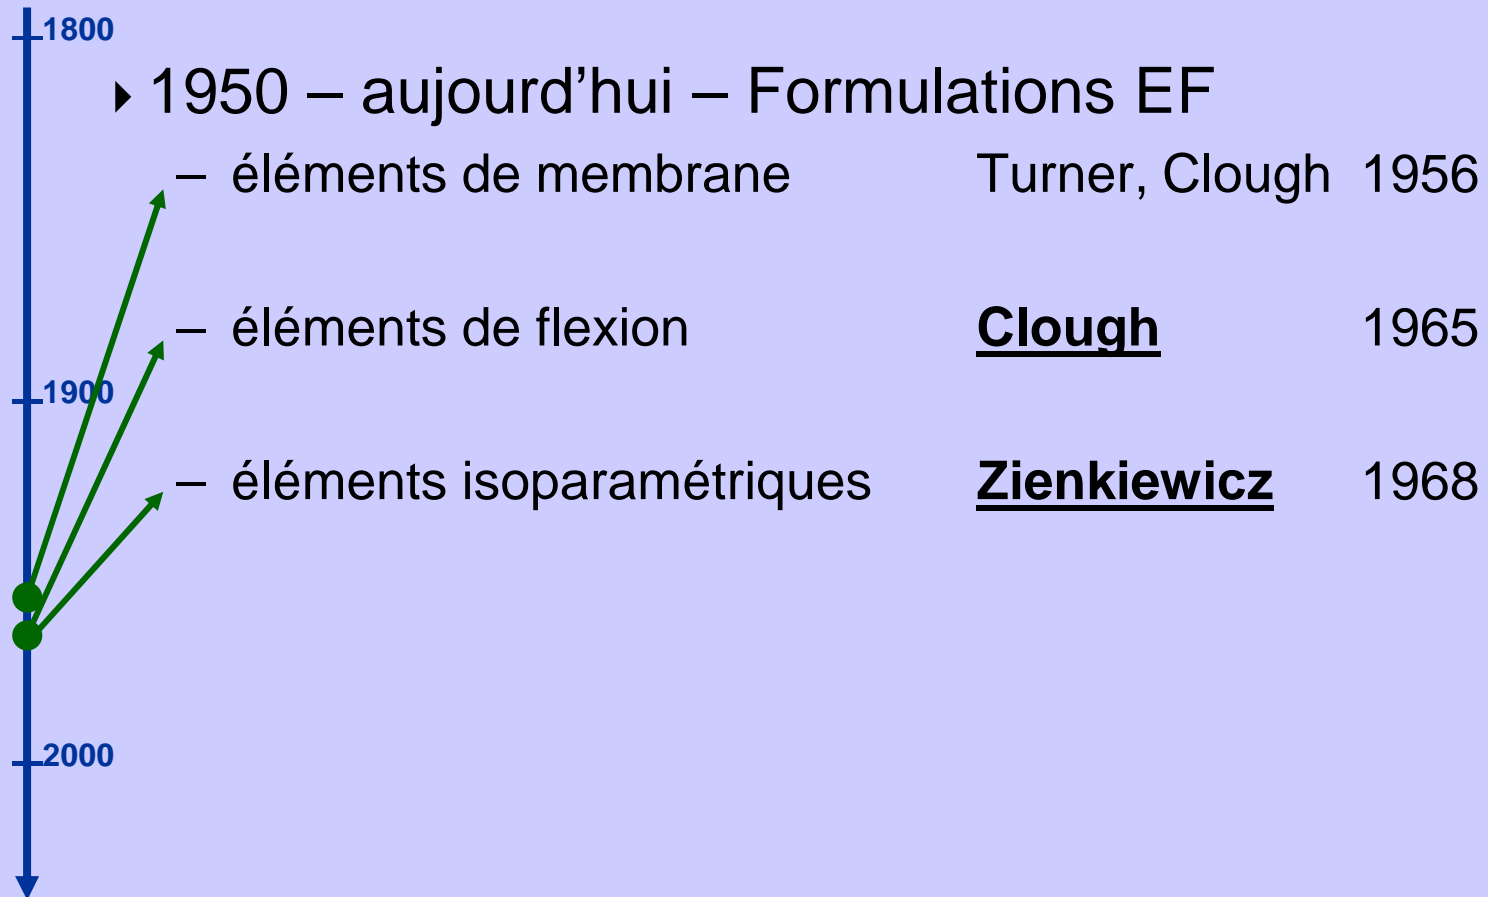 1800
‣ 1950 – aujourd'hui – Formulations EF
– éléments de membrane Turner, Clough 1956
– éléments de flexion Clough 1965
1900
– éléments isoparamétriques Zienkiewicz 1968
2000